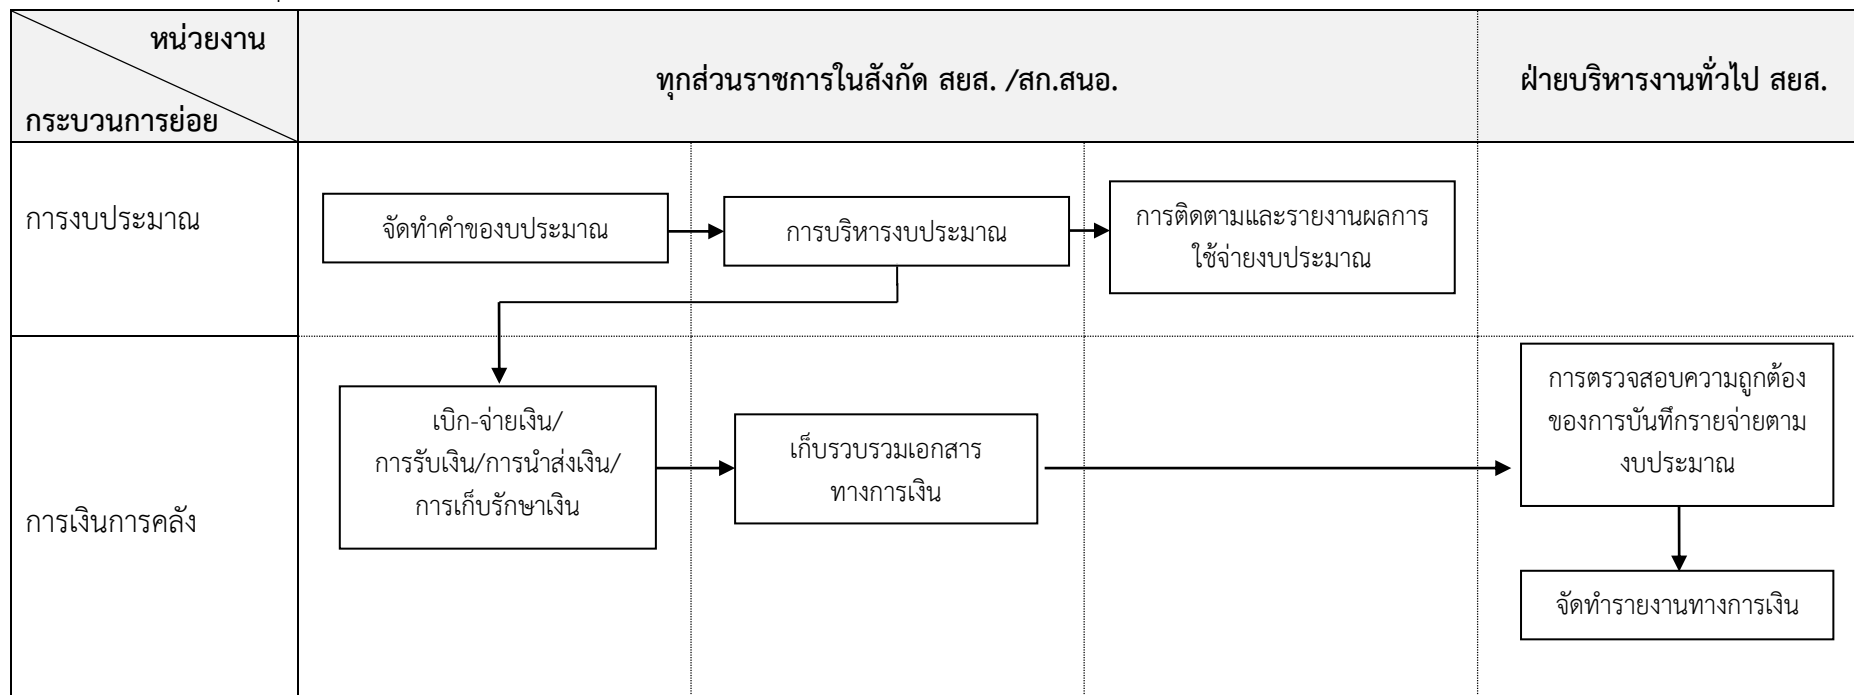 หน่วยงาน
กระบวนการย่อย
ทุกส่วนราชการในสังกัด สยส. /สก.สนอ.
ฝ่ายบริหารงานทั่วไป สยส.
การงบประมาณ
จัดทำคำของบประมาณ
การบริหารงบประมาณ
การติดตามและรายงานผลการ
ใช้จ่ายงบประมาณ
การเงินการคลัง
เบิก-จ่ายเงิน/
การรับเงิน/การนำส่งเงิน/
การเก็บรักษาเงิน
เก็บรวบรวมเอกสาร
ทางการเงิน
การตรวจสอบความถูกต้อง
ของการบันทึกรายจ่ายตาม
งบประมาณ
จัดทำรายงานทางการเงิน